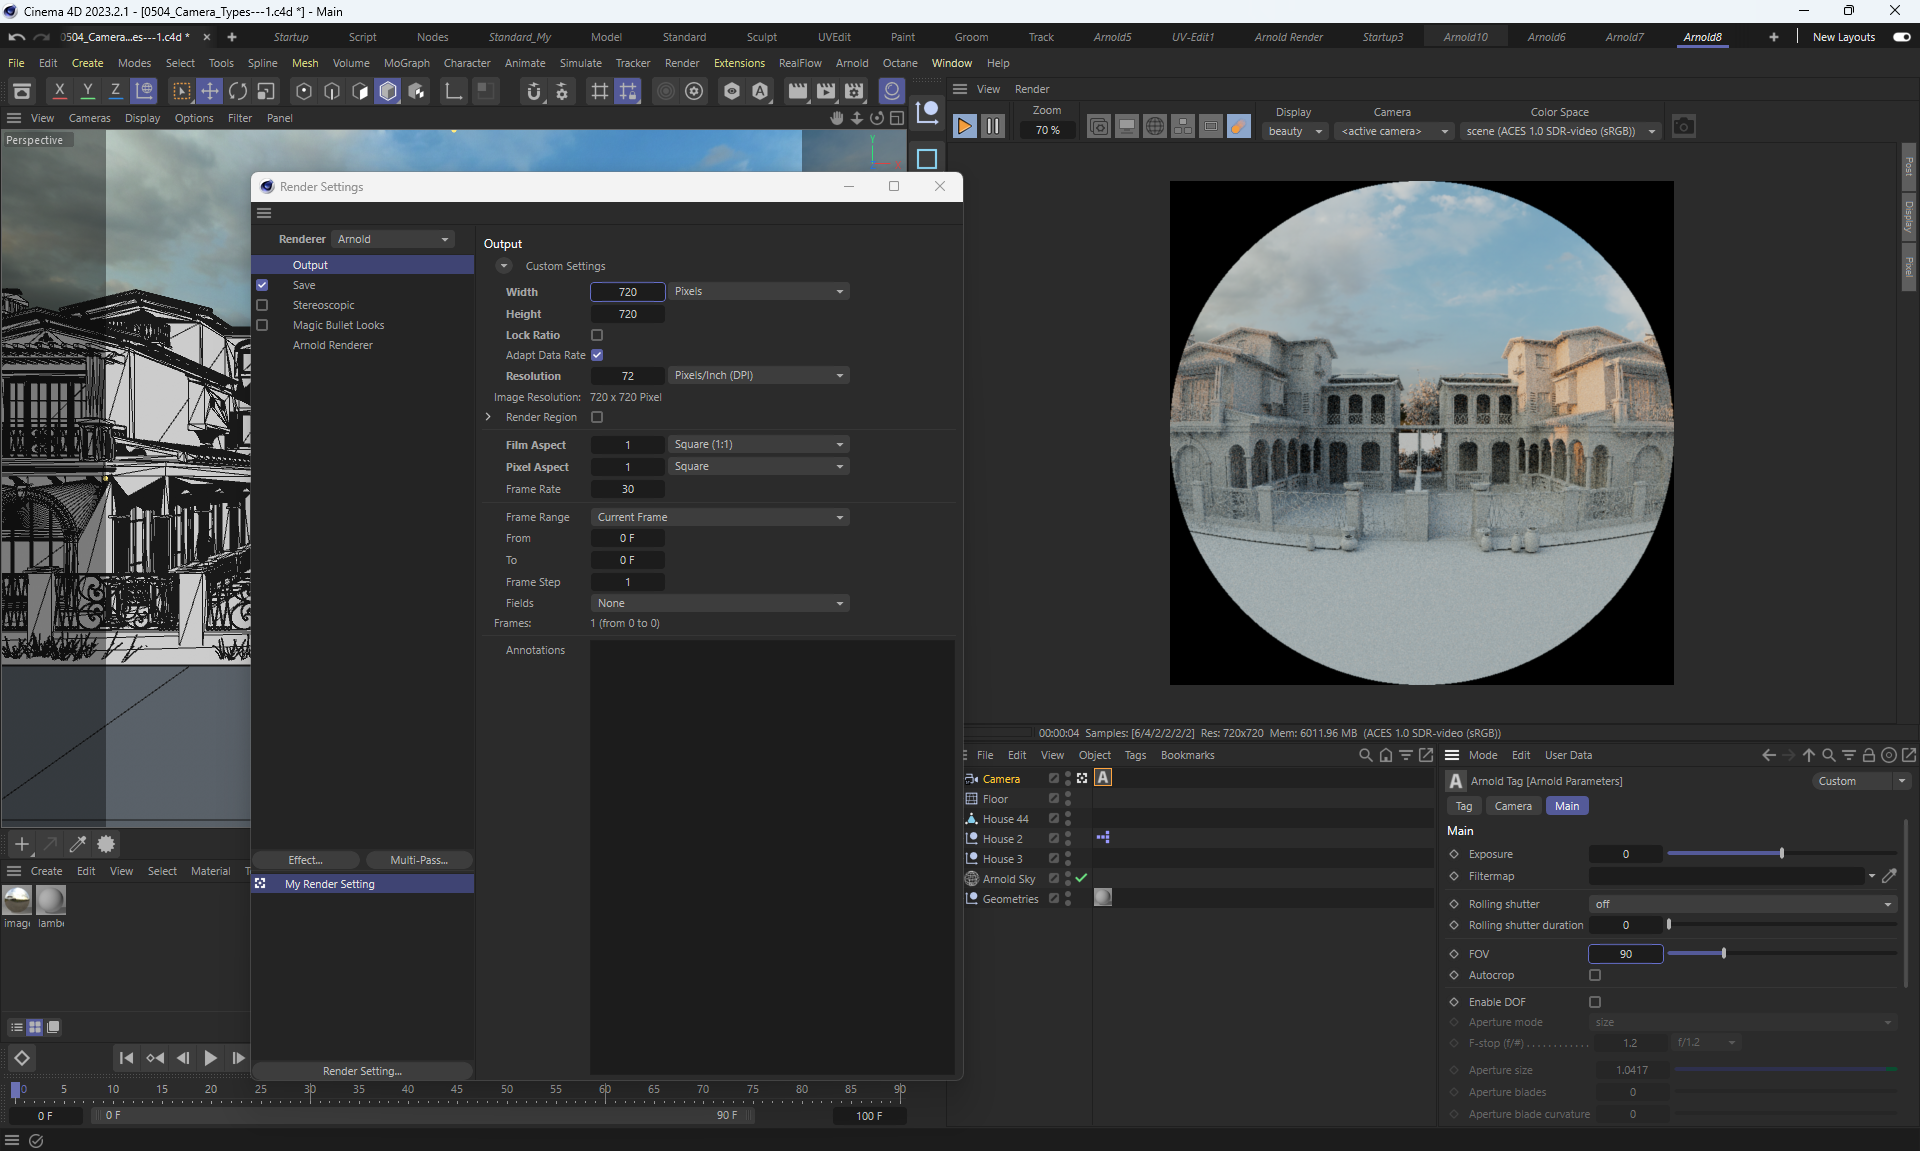 Cinema 4D 2023.2.1 - [0504_Camera_Types---1.c4d *] - Main
0504_Camera...es---1.c4d *
Startup Script Nodes Standard_My Model Standard Sculpt UVEdit Paint Groom Track Arnold5 UV-Edit1 Arnold Render Startup3 Arnold10 Arnold6 Arnold7 Arnold8 New Layouts
File Edit Create Modes Select Tools Spline Mesh Volume MoGraph Character Animate Simulate Tracker Render Extensions RealFlow Arnold Octane Window Help
X Y Z
View Render
View Cameras Display Options Filter Panel
Zoom Display Camera Color Space
70 % beauty <active camera> scene (ACES 1.0 SDR-video (sRGB))
Perspective
Y
Post
Display
Pixel
Render Settings
Renderer Arnold
Output
Save
Stereoscopic
Magic Bullet Looks
Arnold Renderer
Effect... Multi-Pass...
My Render Setting
Render Setting...
Output
Custom Settings
Width 720 Pixels
Height 720
Lock Ratio
Adapt Data Rate
Resolution 72 Pixels/Inch (DPI)
Image Resolution: 720 x 720 Pixel
Render Region
Film Aspect 1 Square (1:1)
Pixel Aspect 1 Square
Frame Rate 30
Frame Range Current Frame
From 0 F
To 0 F
Frame Step 1
Fields None
Frames: 1 (from 0 to 0)
Annotations
00:00:04 Samples: [6/4/2/2/2/2] Res: 720x720 Mem: 6011.96 MB (ACES 1.0 SDR-video (sRGB))
File Edit View Object Tags Bookmarks
Camera
Floor
House 44
House 2
House 3
Arnold Sky
Geometries
Mode Edit User Data
Arnold Tag [Arnold Parameters] Custom
Tag Camera Main
Main
Exposure 0
Filtermap
Rolling shutter off
Rolling shutter duration 0
FOV 90
Autocrop
Enable DOF
Aperture mode size
F-stop (f/#) 1.2 f/1.2
Aperture size 1.0417
Aperture blades 0
Aperture blade curvature 0
Create Edit View Select Material
imag lambe
0 5 10 15 20 25 30 35 40 45 50 55 60 65 70 75 80 85 90
0 F 0 F 90 F 100 F